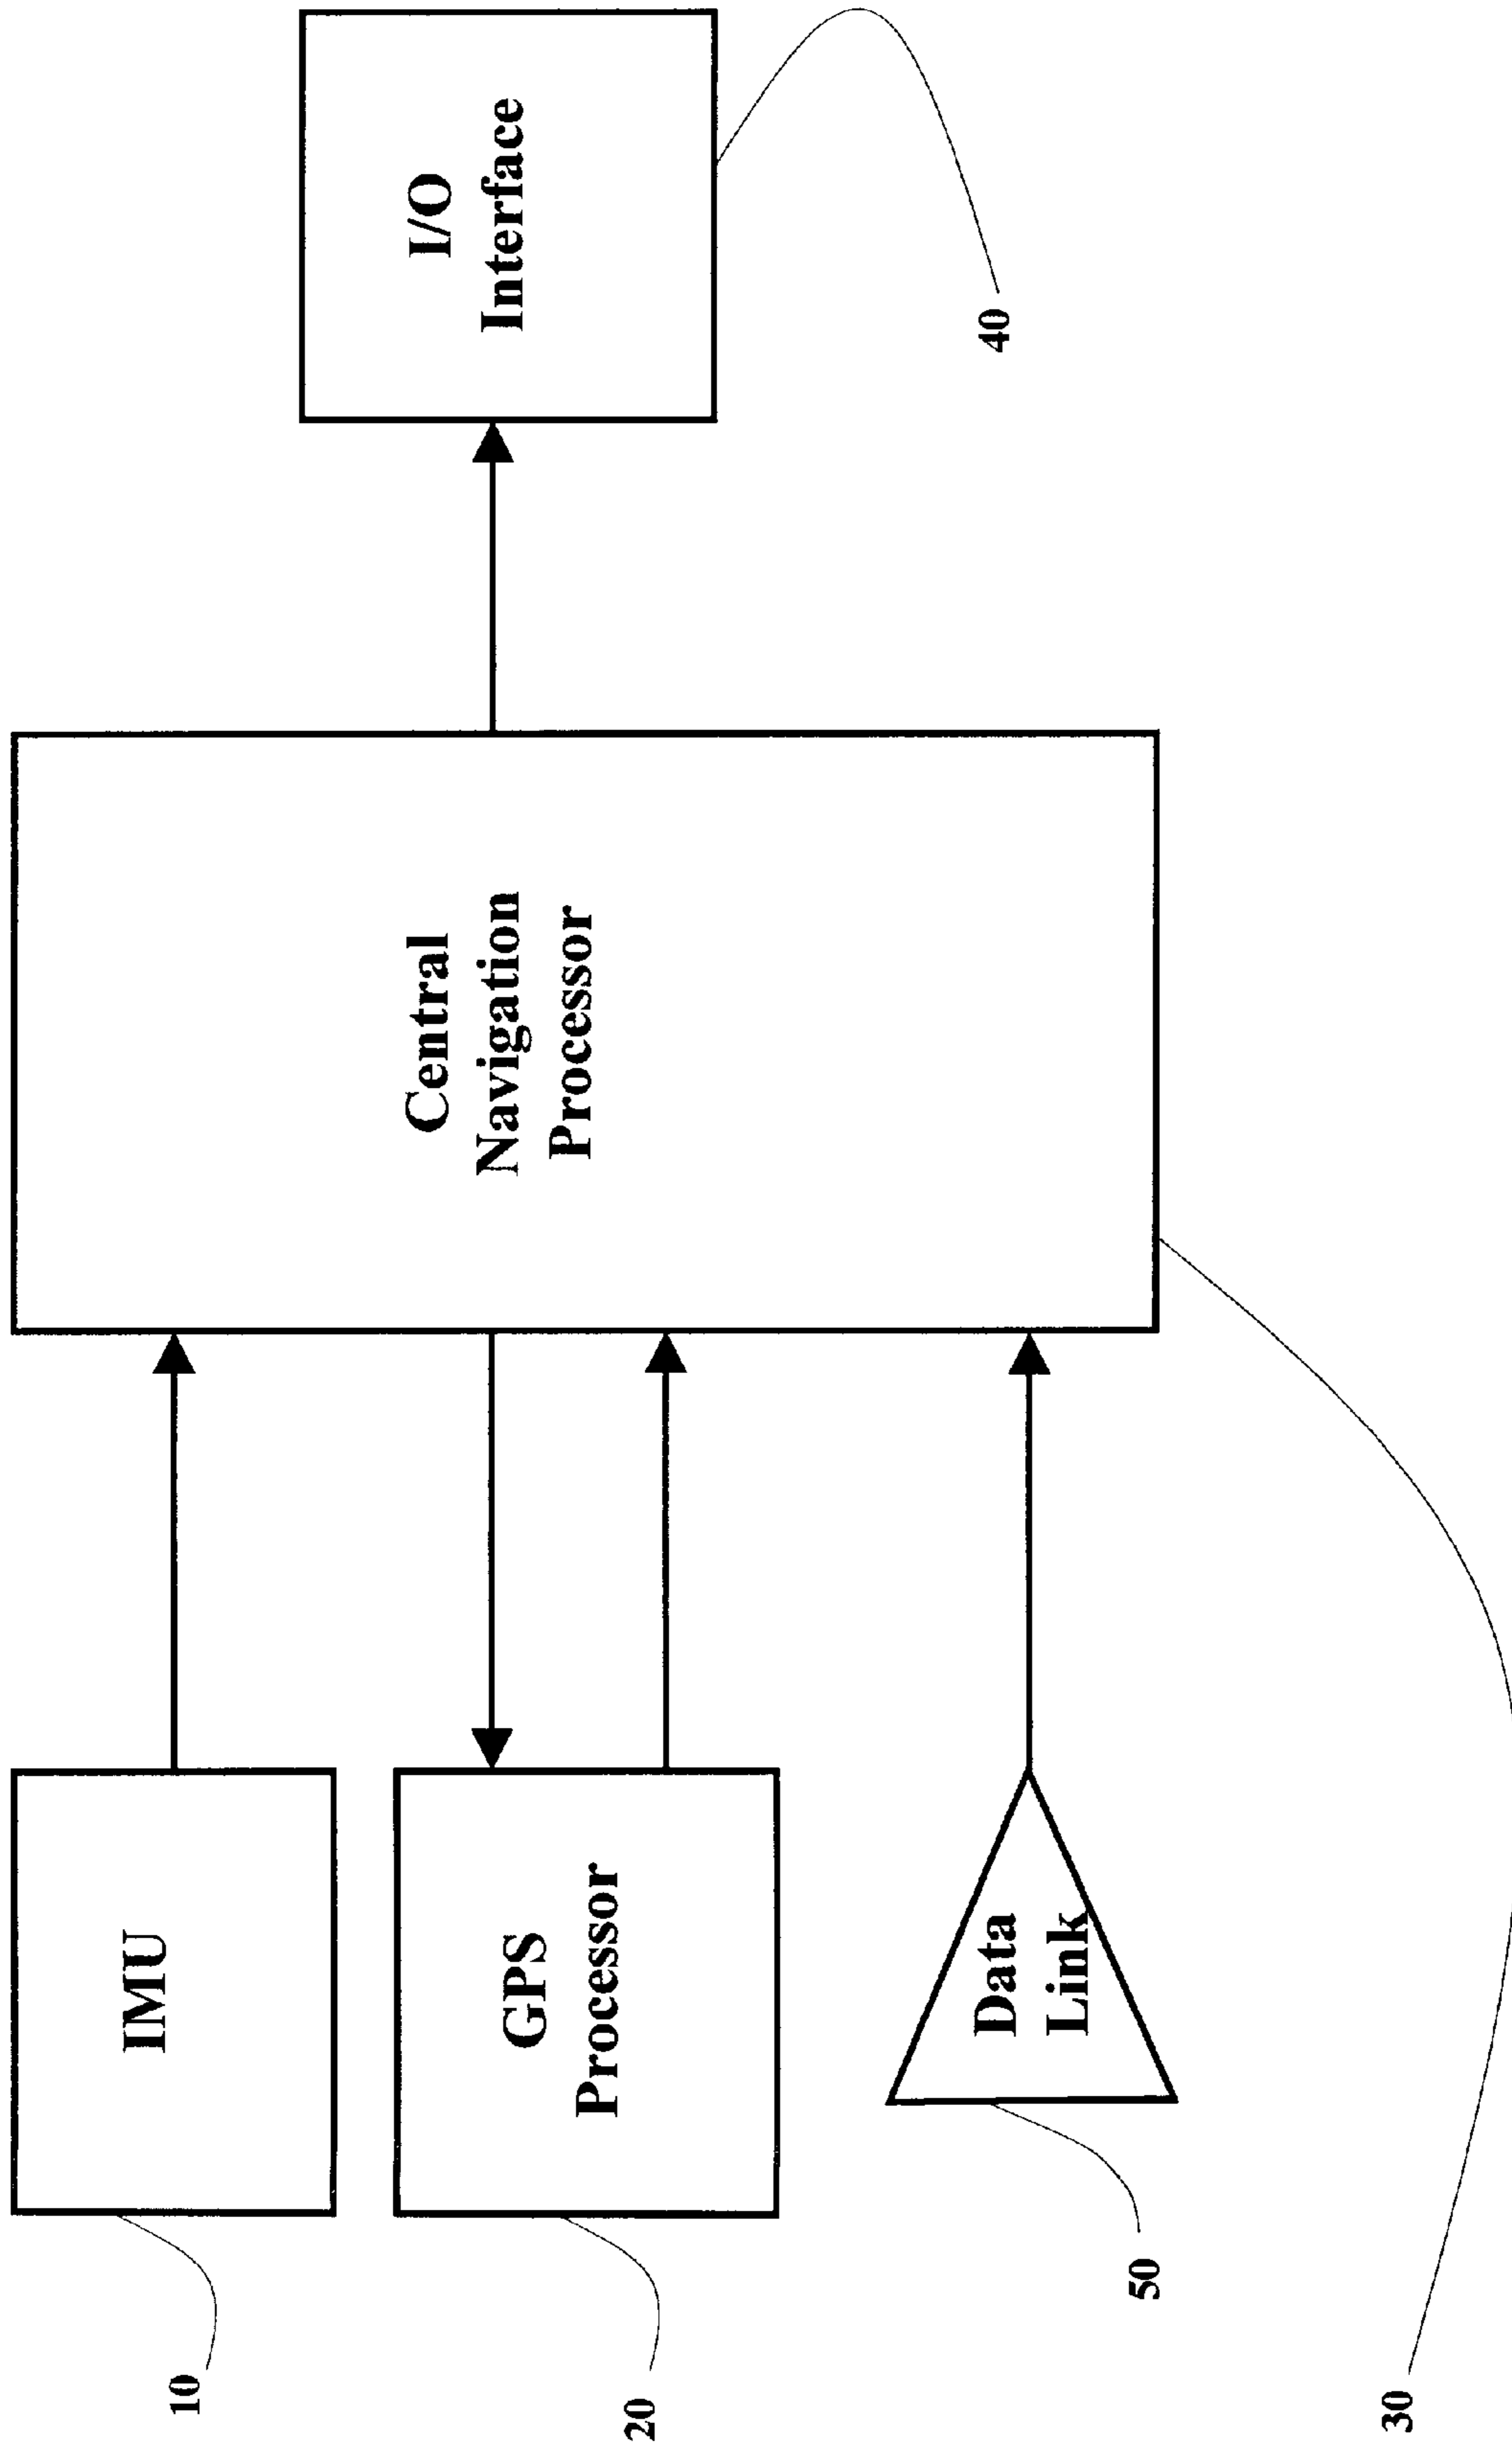 IMU
GPS
Processor
Data
Link
Central
Navigation
Processor
I/O
Interface
10
20
50
30
40